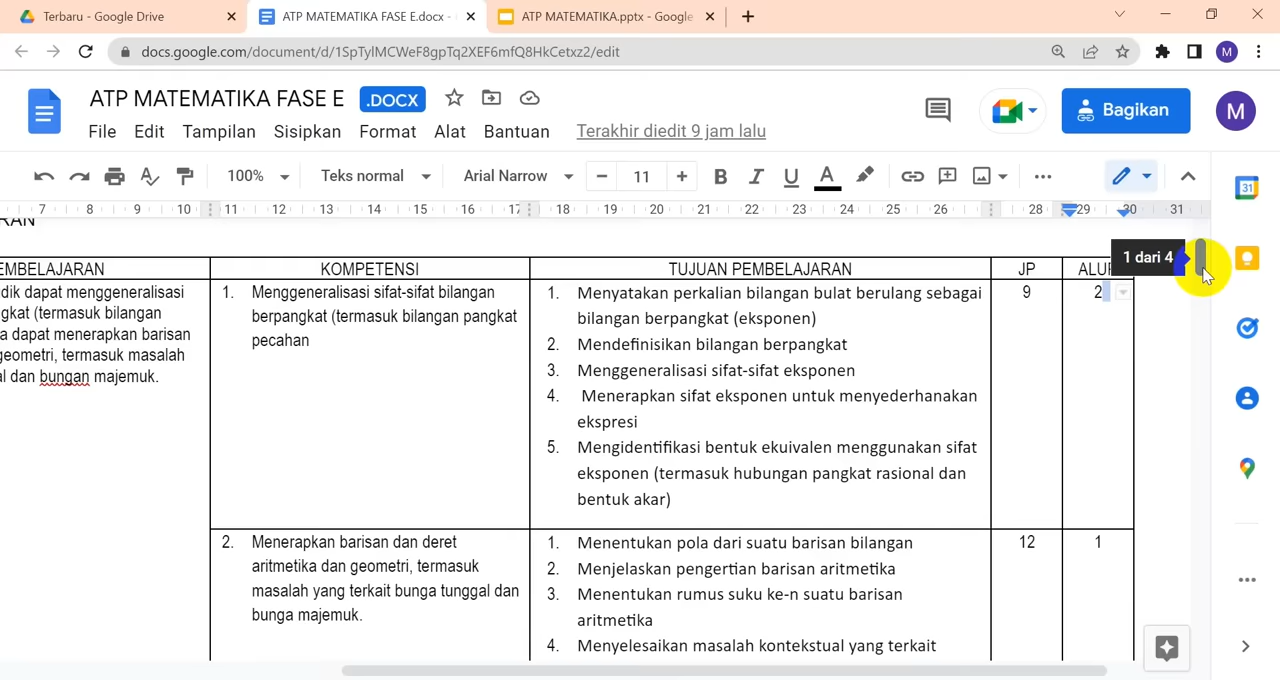 Terbaru - Google Drive
ATP MATEMATIKA FASE E.docx -
ATP MATEMATIKA.pptx - Google
docs.google.com/document/d/1SpTylMCWeF8gpTq2XEF6mfQ8HkCetxz2/edit
M
ATP MATEMATIKA FASE E .DOCX
Bagikan
M
File Edit Tampilan Sisipkan Format Alat Bantuan Terakhir diedit 9 jam lalu
100% Teks normal Arial Narrow − 11 + B I U A
31
7 8 9 10 11 12 13 14 15 16 17 18 19 20 21 22 23 24 25 26 28 29 30 31
RAN
1 dari 4
EMBELAJARAN KOMPETENSI TUJUAN PEMBELAJARAN JP ALUR
dik dapat menggeneralisasi
gkat (termasuk bilangan
a dapat menerapkan barisan
geometri, termasuk masalah
al dan bungan majemuk.
1. Menggeneralisasi sifat-sifat bilangan
berpangkat (termasuk bilangan pangkat
pecahan
1. Menyatakan perkalian bilangan bulat berulang sebagai
bilangan berpangkat (eksponen)
2. Mendefinisikan bilangan berpangkat
3. Menggeneralisasi sifat-sifat eksponen
4. Menerapkan sifat eksponen untuk menyederhanakan
ekspresi
5. Mengidentifikasi bentuk ekuivalen menggunakan sifat
eksponen (termasuk hubungan pangkat rasional dan
bentuk akar)
9
2
2. Menerapkan barisan dan deret
aritmetika dan geometri, termasuk
masalah yang terkait bunga tunggal dan
bunga majemuk.
1. Menentukan pola dari suatu barisan bilangan
2. Menjelaskan pengertian barisan aritmetika
3. Menentukan rumus suku ke-n suatu barisan
aritmetika
4. Menyelesaikan masalah kontekstual yang terkait
12
1